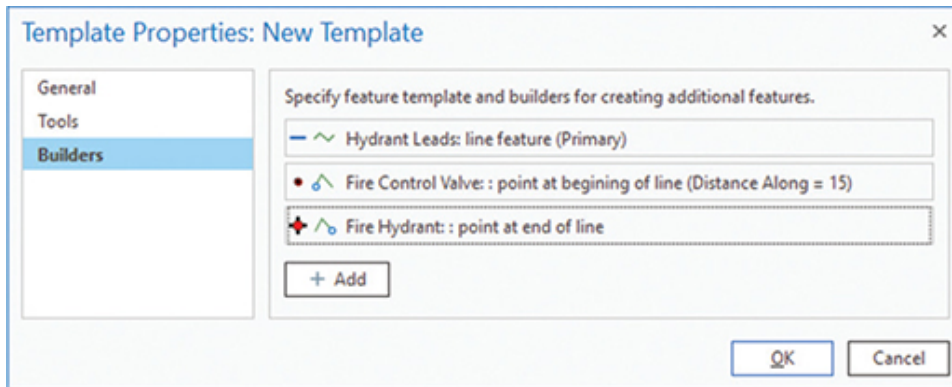 Template Properties: New Template
General
Tools
Builders
Specify feature template and builders for creating additional features.
Hydrant Leads: line feature (Primary)
Fire Control Valve: : point at begining of line (Distance Along = 15)
Fire Hydrant: : point at end of line
+ Add
OK
Cancel